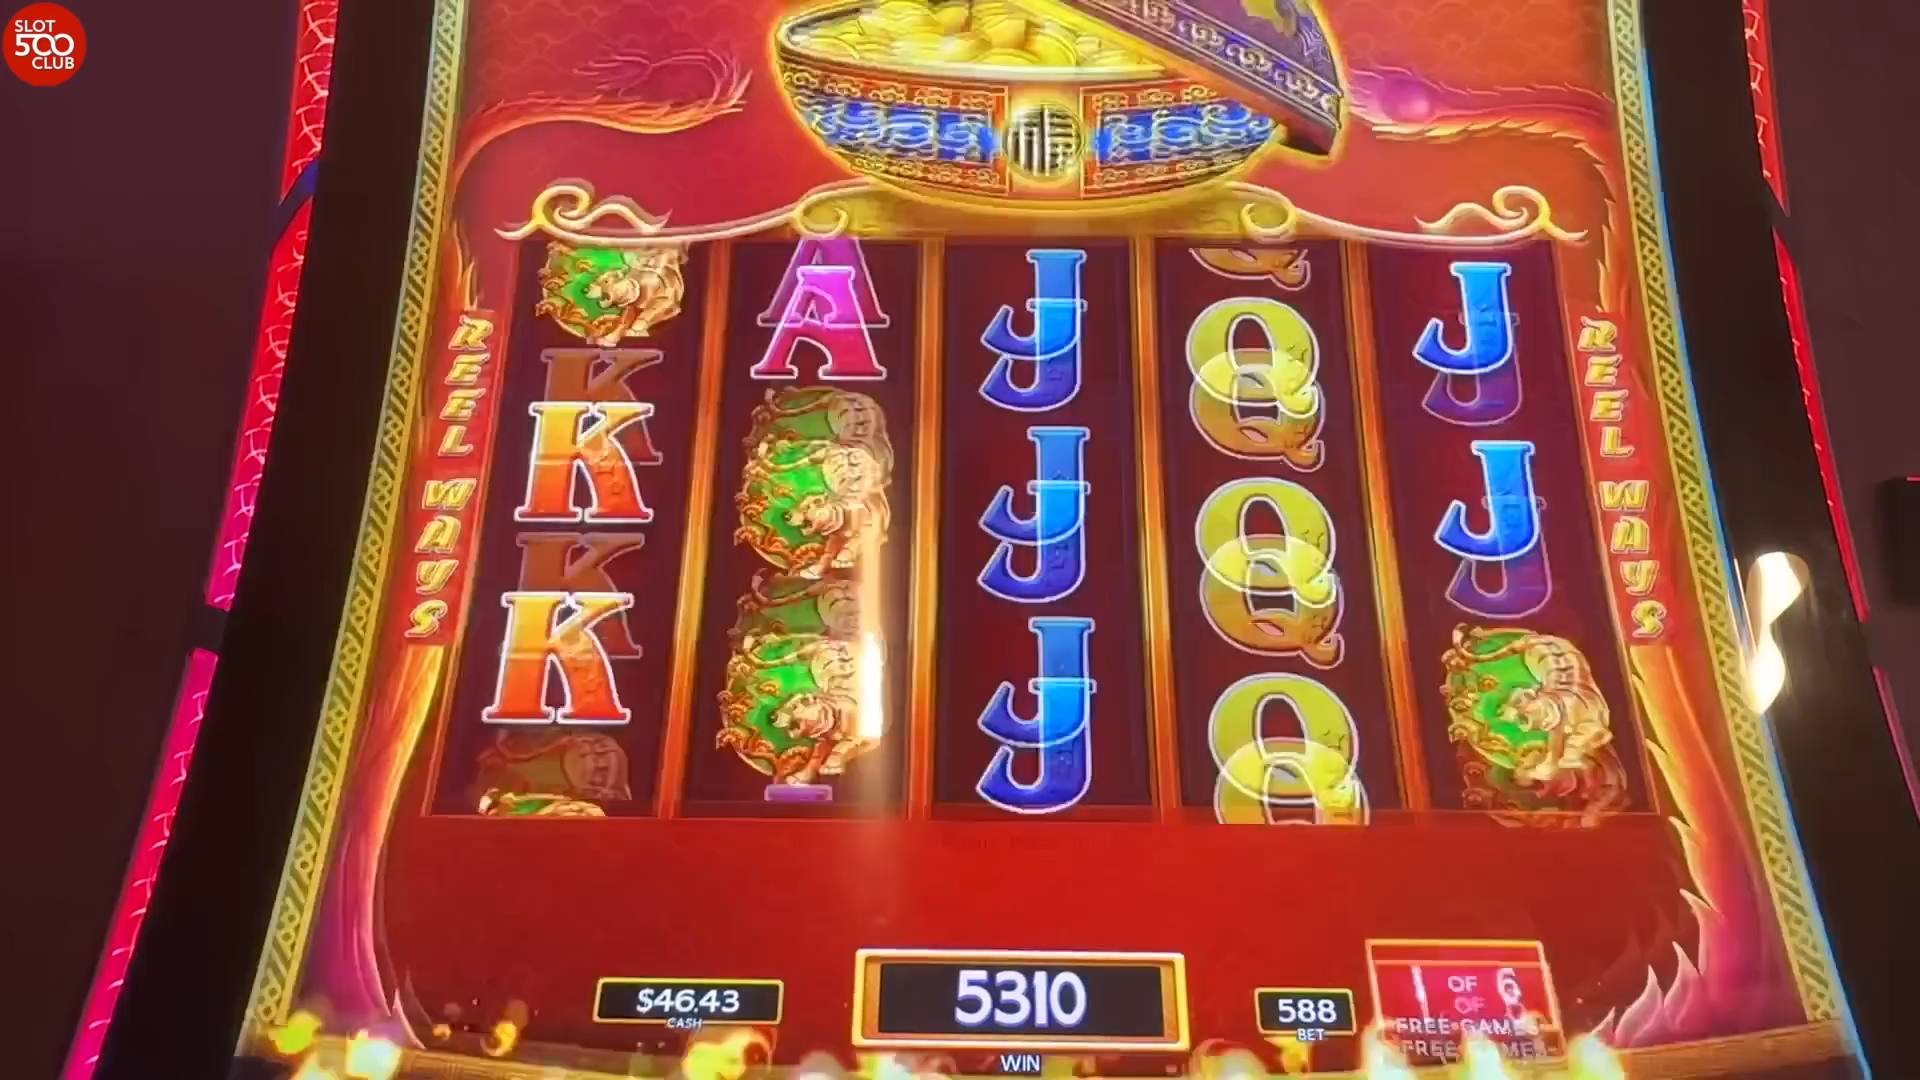 SLOT
500
CLUB
A
J
Q
J
K
J
Q
J
K
J
Q
REEL WAYS
REEL WAYS
$46.43
CASH
5310
WIN
588
BET
1 OF 6
FREE GAMES